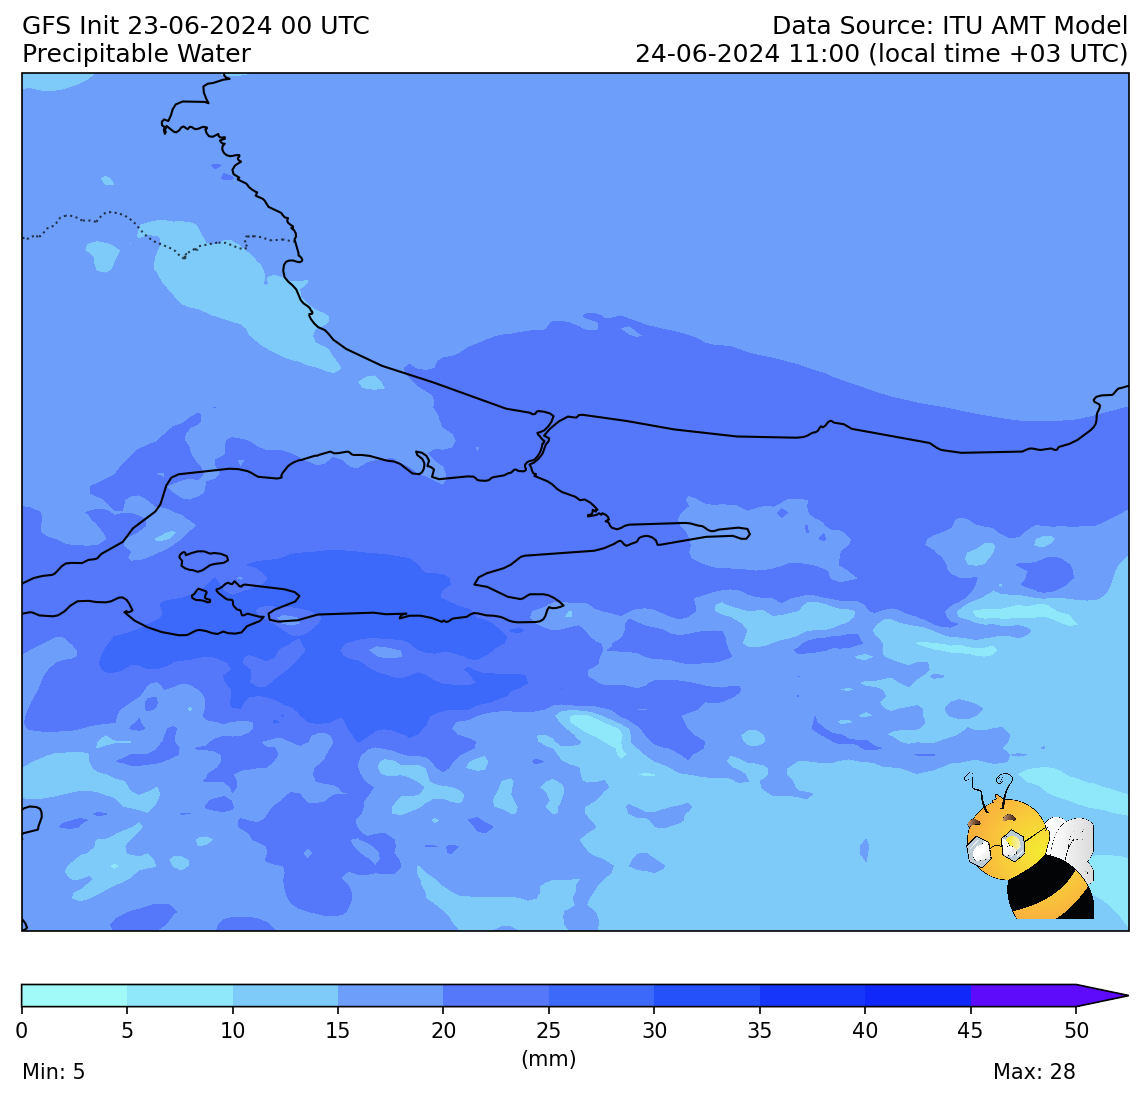 GFS Init 23-06-2024 00 UTC
Data Source: ITU AMT Model
Precipitable Water
24-06-2024 11:00 (local time +03 UTC)
0 5 10 15 20 25 30 35 40 45 50
(mm)
Min: 5
Max: 28